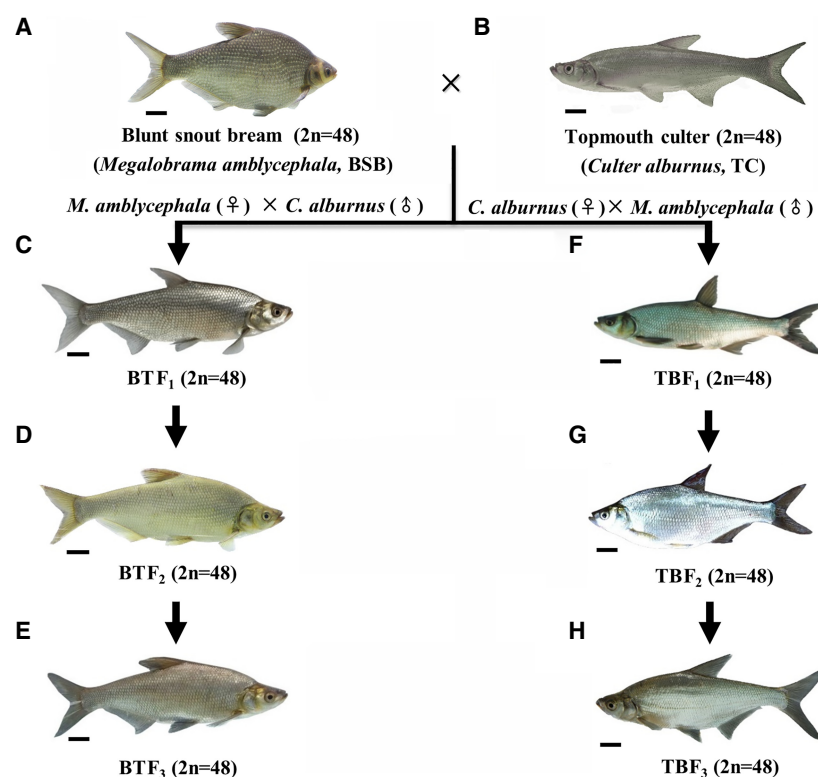 A
B
×
Blunt snout bream (2n=48)
(Megalobrama amblycephala, BSB)
Topmouth culter (2n=48)
(Culter alburnus, TC)
M. amblycephala (♀) × C. alburnus (♂)
C. alburnus (♀) × M. amblycephala (♂)
C
F
BTF₁ (2n=48)
TBF₁ (2n=48)
D
G
BTF₂ (2n=48)
TBF₂ (2n=48)
E
H
BTF₃ (2n=48)
TBF₃ (2n=48)